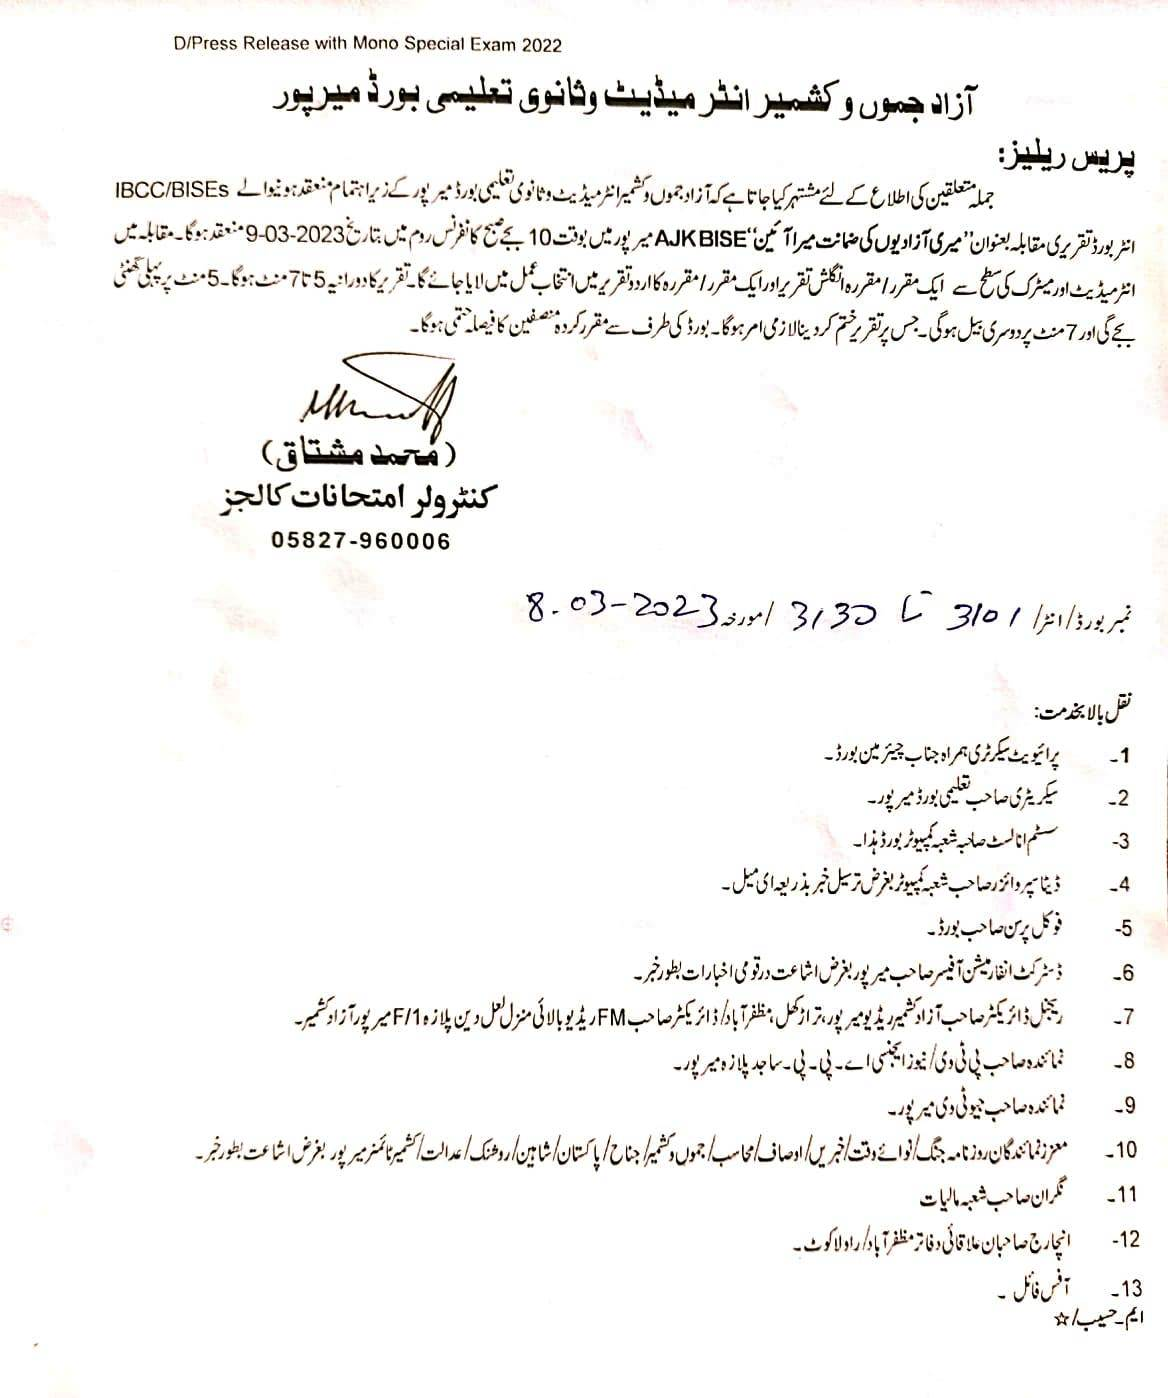 D/Press Release with Mono Special Exam 2022
آزاد جموں و کشمیر انٹر میڈیٹ و ثانوی تعلیمی بورڈ میرپور
پریس ریلیز:
جملہ متعلقین کی اطلاع کے لئے مشتہر کیا جاتا ہے کہ آزاد جموں و کشمیر انٹرمیڈیٹ و ثانوی تعلیمی بورڈ میرپور کے زیراہتمام منعقد ہونیوالے IBCC/BISEs
انٹر بورڈ تقریری مقابلہ بعنوان "میری آزادیوں کی ضمانت میرا آئین" AJK BISE میرپور میں بوقت 10 بجے صبح کانفرنس روم میں بتاریخ 9-03-2023 منعقد ہوگا۔ مقابلہ میں
انٹرمیڈیٹ اور میٹرک کی سطح سے ایک مقرر/مقررہ انگلش تقریر اور ایک مقرر/مقررہ کا اردو تقریر میں انتخاب عمل میں لایا جائے گا۔ تقریر کا دورانیہ 5 تا 7 منٹ ہوگا۔ 5 منٹ پر پہلی گھنٹی
بجے گی اور 7 منٹ پر دوسری بیل ہوگی۔ جس پر تقریر ختم کر دینا لازمی امر ہوگا۔ بورڈ کی طرف سے مقرر کردہ منصفین کا فیصلہ حتمی ہوگا۔
(محمد مشتاق)
کنٹرولر امتحانات کالجز
05827-960006
نمبر بورڈ/انٹر/ 3101 تا 3130 /مورخہ 8.03-2023
نقل بالا بخدمت:
1۔ پرائیویٹ سیکرٹری ہمراہ جناب چیئرمین بورڈ۔
2۔ سیکریٹری صاحب تعلیمی بورڈ میرپور۔
3- سسٹم انالسٹ صاحبہ شعبہ کمپیوٹر بورڈ ہذا۔
4۔ ڈیٹا سپروائزر صاحب شعبہ کمپیوٹر بغرض ترسیل خبر بذریعہ ای میل۔
5- فوکل پرسن صاحب بورڈ۔
6۔ ڈسٹرکٹ انفارمیشن آفیسر صاحب میرپور بغرض اشاعت در قومی اخبارات بطور خبر۔
7۔ ریجنل ڈائریکٹر صاحب آزاد کشمیر ریڈیو میرپور، تراڑکھل، مظفرآباد/ڈائریکٹر صاحب FM ریڈیو بالائی منزل لعل دین پلازہ F/1 میرپور آزاد کشمیر۔
8۔ نمائندہ صاحب پی ٹی وی/نیوز ایجنسی اے۔پی۔پی۔ ساجد پلازہ میرپور۔
9۔ نمائندہ صاحب جیو ٹی وی میرپور۔
10۔ معزز نمائندگان روزنامہ جنگ/نوائے وقت/خبریں/اوصاف/محاسب/جموں و کشمیر/جناح/پاکستان/شاہین/ /عدالت/کشمیر ٹائمنر میرپور بغرض اشاعت بطور خبر۔
11۔ نگران صاحب شعبہ مالیات
12- انچارج صاحبان علاقائی دفاتر مظفرآباد/راولاکوٹ۔
13۔ آفس فائل ۔
ایم۔حسیب/☆